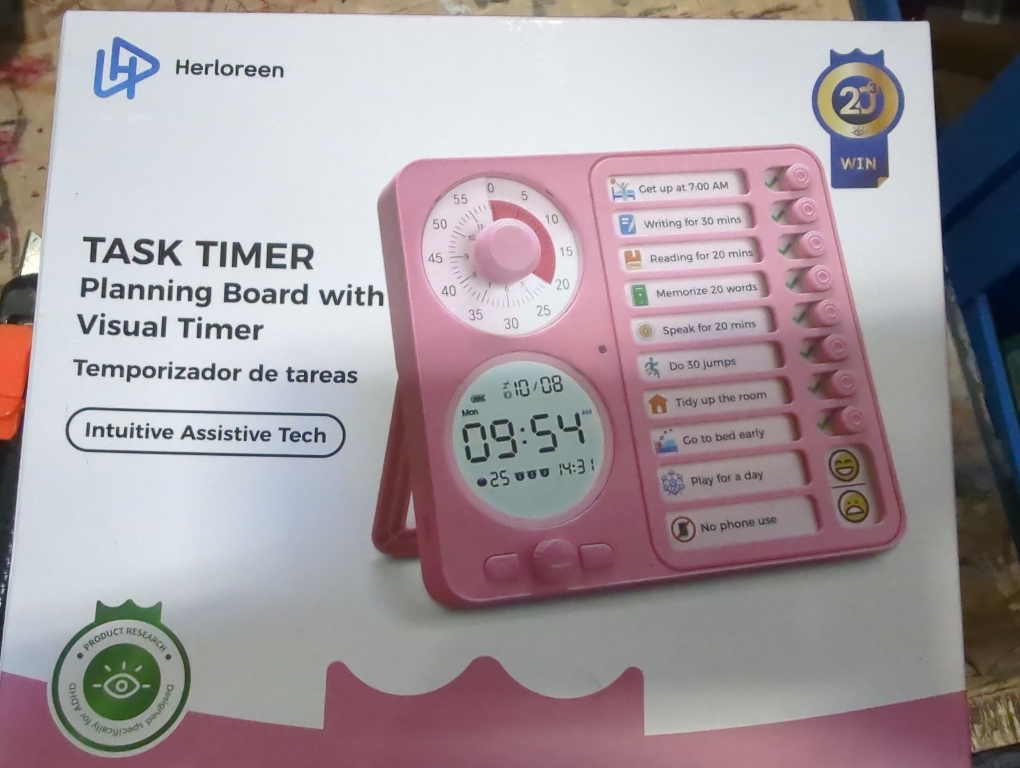 Herloreen
20³
WIN
TASK TIMER
Planning Board with
Visual Timer
Temporizador de tareas
Intuitive Assistive Tech
0
5
10
15
20
25
30
35
40
45
50
55
10/08
Mon
09:54 AM
25
14:31
Get up at 7:00 AM
Writing for 30 mins
Reading for 20 mins
Memorize 20 words
Speak for 20 mins
Do 30 jumps
Tidy up the room
Go to bed early
Play for a day
No phone use
PRODUCT RESEARCH
Designed specifically for ADHD